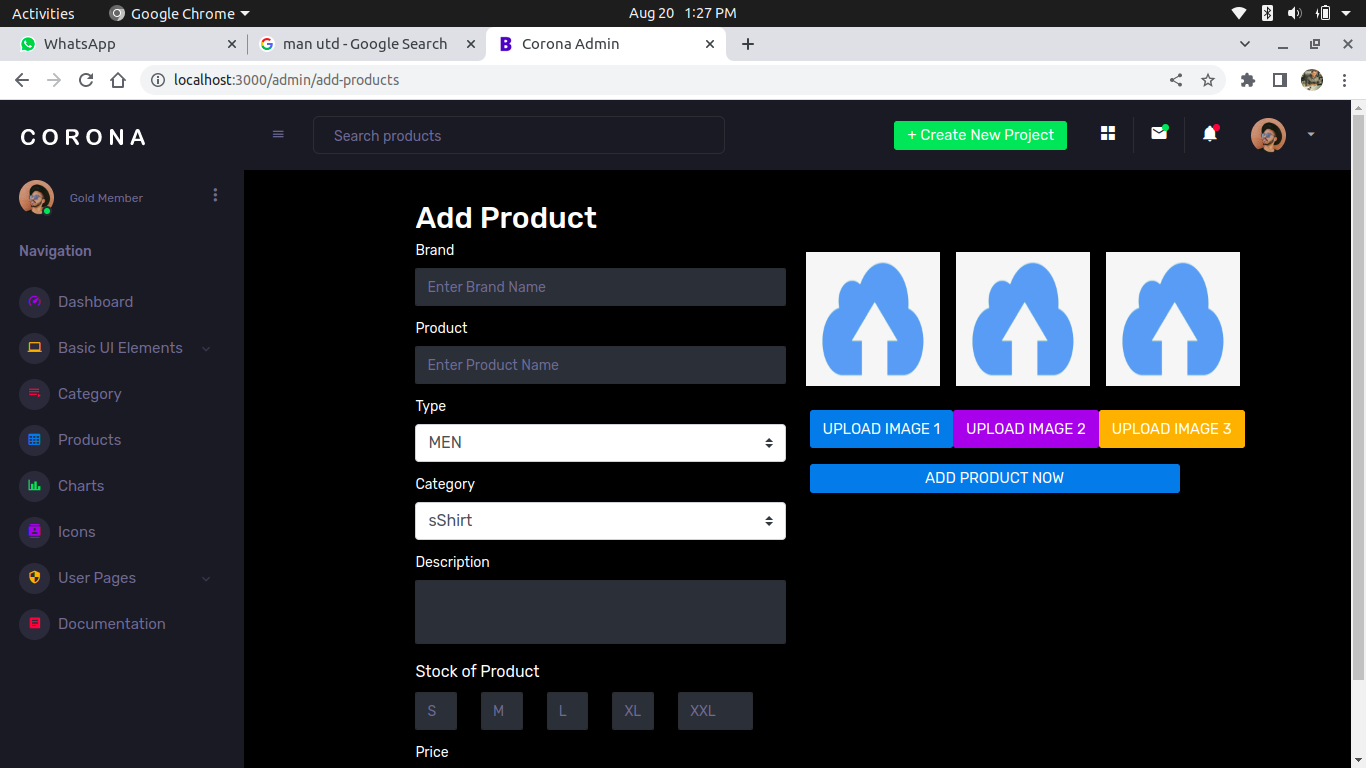 Activities Google Chrome Aug 20 1:27 PM
WhatsApp man utd - Google Search Corona Admin
localhost:3000/admin/add-products
CORONA Search products + Create New Project
Gold Member
Navigation
Dashboard
Basic UI Elements
Category
Products
Charts
Icons
User Pages
Documentation
Add Product
Brand
Enter Brand Name
Product
Enter Product Name
Type
MEN
Category
sShirt
Description
Stock of Product
S M L XL XXL
Price
UPLOAD IMAGE 1 UPLOAD IMAGE 2 UPLOAD IMAGE 3
ADD PRODUCT NOW